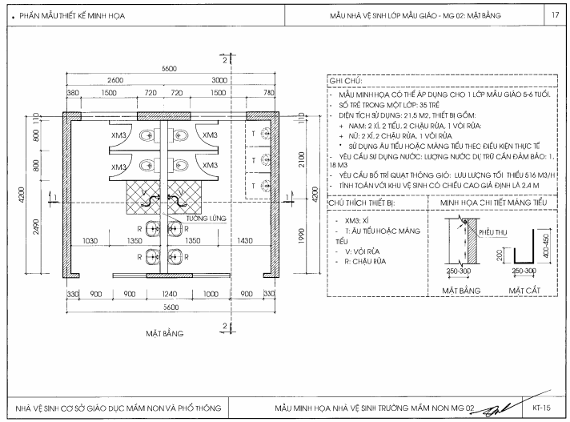 PHẦN MẪU THIẾT KẾ MINH HỌA
MẪU NHÀ VỆ SINH LỚP MẪU GIÁO - MG 02: MẶT BẰNG
17
2
5600
2600 3000
380 1500 720 720 1500 780
110
800
800
2490
4200
XM3 XM3
XM3 XM3
T
T
T
V V
TƯỜNG LỬNG
R R
R R
1030 1350 1350 1430
110
2100
1990
4200
1
1
330 900 900 1240 1000 900 330
5600
2
MẶT BẰNG
GHI CHÚ:
- MẪU MINH HỌA CÓ THỂ ÁP DỤNG CHO 1 LỚP MẪU GIÁO 5-6 TUỔI.
SỐ TRẺ TRONG MỘT LỚP: 35 TRẺ
- DIỆN TÍCH SỬ DỤNG: 21,5 M2, THIẾT BỊ GỒM:
+ NAM: 2 XÍ, 2 TIỂU, 2 CHẬU RỬA, 1 VÒI RỬA;
+ NỮ: 2 XÍ, 2 CHẬU RỬA, 1 VÒI RỬA
* SỬ DỤNG ÂU TIỂU HOẶC MÁNG TIỂU THEO ĐIỀU KIỆN THỰC TẾ
- YÊU CẦU SỬ DỤNG NƯỚC: LƯỢNG NƯỚC DỰ TRỮ CẦN ĐẢM BẢO: 1,
18 M3
- YÊU CẦU BỐ TRÍ QUẠT THÔNG GIÓ: LƯU LƯỢNG TỐI THIỂU 516 M3/H
- TÍNH TOÁN VỚI KHU VỆ SINH CÓ CHIỀU CAO GIẢ ĐỊNH LÀ 2,4 M
CHÚ THÍCH THIẾT BỊ:
- XM3: XÍ
- T: ÂU TIỂU HOẶC MÁNG
TIỂU
- V: VÒI RỬA
- R: CHẬU RỬA
MINH HỌA CHI TIẾT MÁNG TIỂU
PHỄU THU
200
400-450
250-300 250-300
MẶT BẰNG MẶT CẮT
NHÀ VỆ SINH CƠ SỞ GIÁO DỤC MẦM NON VÀ PHỔ THÔNG
MẪU MINH HỌA NHÀ VỆ SINH TRƯỜNG MẦM NON MG 02
KT-15